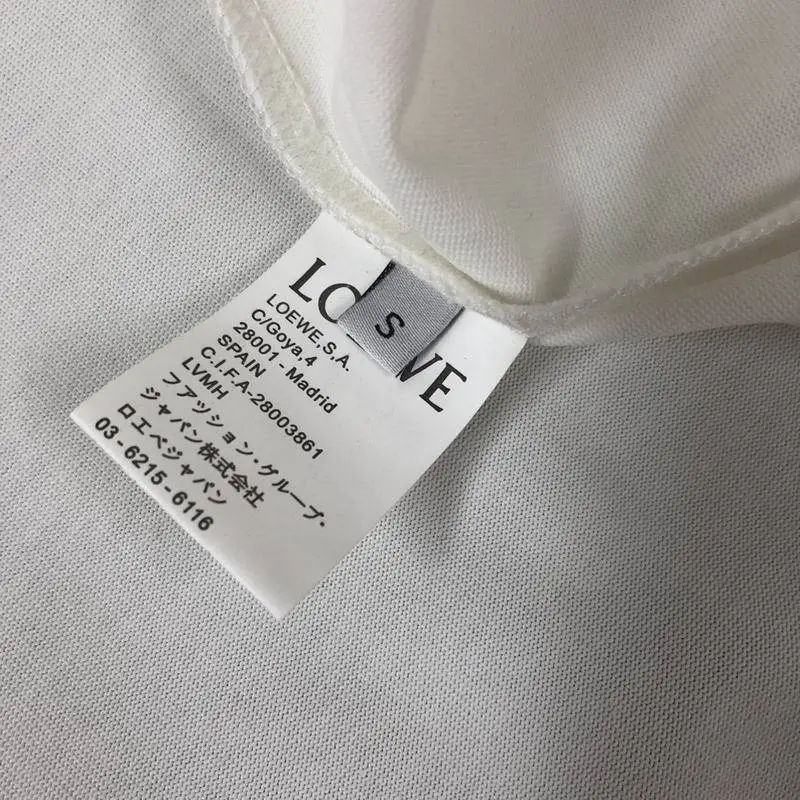 LOEWE
S
LOEWE,S,A.
C/Goya,4
28001 - Madrid
SPAIN
C.I.F.A-28003861
LVMH
ファッション・グループ・
ジャパン株式会社
ロエベジャパン
03-6215-6116